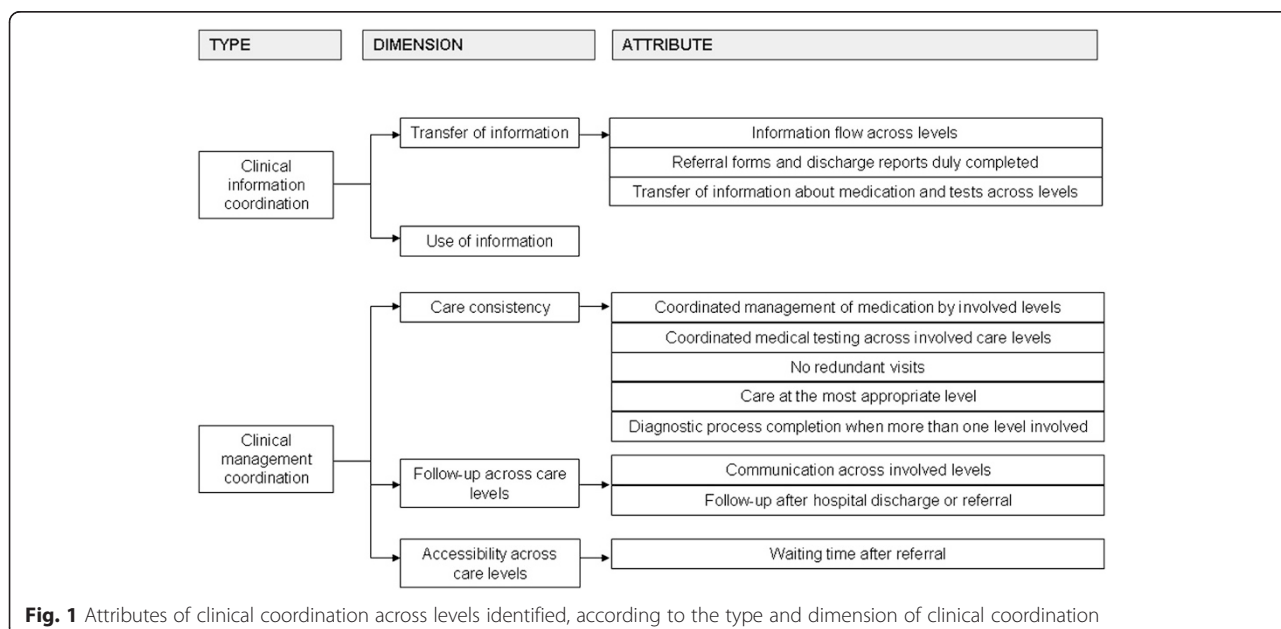 TYPE
DIMENSION
ATTRIBUTE
Clinical
information
coordination
Transfer of information
Information flow across levels
Referral forms and discharge reports duly completed
Transfer of information about medication and tests across levels
Use of information
Clinical
management
coordination
Care consistency
Coordinated management of medication by involved levels
Coordinated medical testing across involved care levels
No redundant visits
Care at the most appropriate level
Diagnostic process completion when more than one level involved
Follow-up across care
levels
Communication across involved levels
Follow-up after hospital discharge or referral
Accessibility across
care levels
Waiting time after referral
Fig. 1 Attributes of clinical coordination across levels identified, according to the type and dimension of clinical coordination